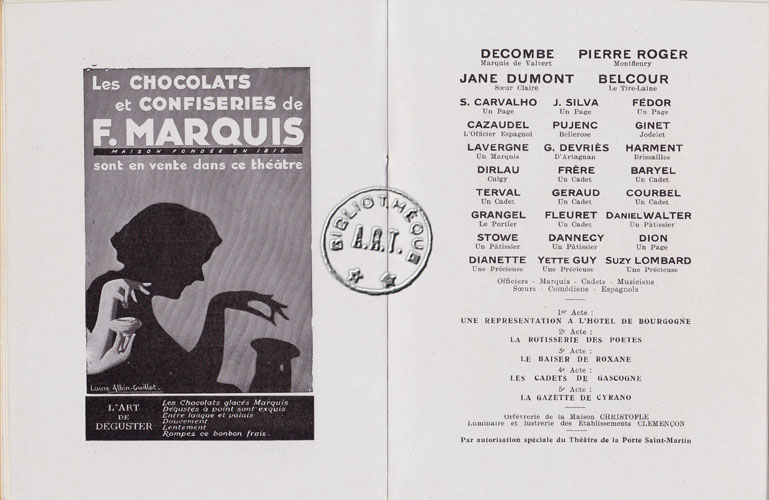 Les CHOCOLATS
et CONFISERIES de
F. MARQUIS
MAISON FONDÉE EN 1818
sont en vente dans ce théâtre
Laure Albin-Guillot
L'ART
DE
DÉGUSTER
Les Chocolats glacés Marquis
Dégustés à point sont exquis
Entre langue et palais
Doucement
Lentement
Rompez ce bonbon frais.
BIBLIOTHÈQUE
A.R.T.
DECOMBE PIERRE ROGER
Marquis de Valvert Montfleury
JANE DUMONT BELCOUR
Sœur Claire Le Tire-Laine
S. CARVALHO J. SILVA FÉDOR
Un Page Un Page Un Page
CAZAUDEL PUJENC GINET
L'Officier Espagnol Bellerose Jodelet
LAVERGNE G. DEVRIÈS HARMENT
Un Marquis D'Artagnan Brissailles
DIRLAU FRÈRE BARYEL
Cuigy Un Cadet Un Cadet
TERVAL GERAUD COURBEL
Un Cadet Un Cadet Un Cadet
GRANGEL FLEURET DANIEL WALTER
Le Portier Un Cadet Un Pâtissier
STOWE DANNECY DION
Un Pâtissier Un Pâtissier Un Page
DIANETTE YETTE GUY SUZY LOMBARD
Une Précieuse Une Précieuse Une Précieuse
Officiers - Marquis - Cadets - Musiciens
Sœurs - Comédiens - Espagnols
1er Acte :
UNE REPRESENTATION A L'HOTEL DE BOURGOGNE
2e Acte :
LA ROTISSERIE DES POETES
3e Acte :
LE BAISER DE ROXANE
4e Acte :
LES CADETS DE GASCOGNE
5e Acte :
LA GAZETTE DE CYRANO
Orfèvrerie de la Maison CHRISTOFLE
Luminaire et lustrerie des Etablissements CLEMENÇON
Par autorisation spéciale du Théâtre de la Porte Saint-Martin